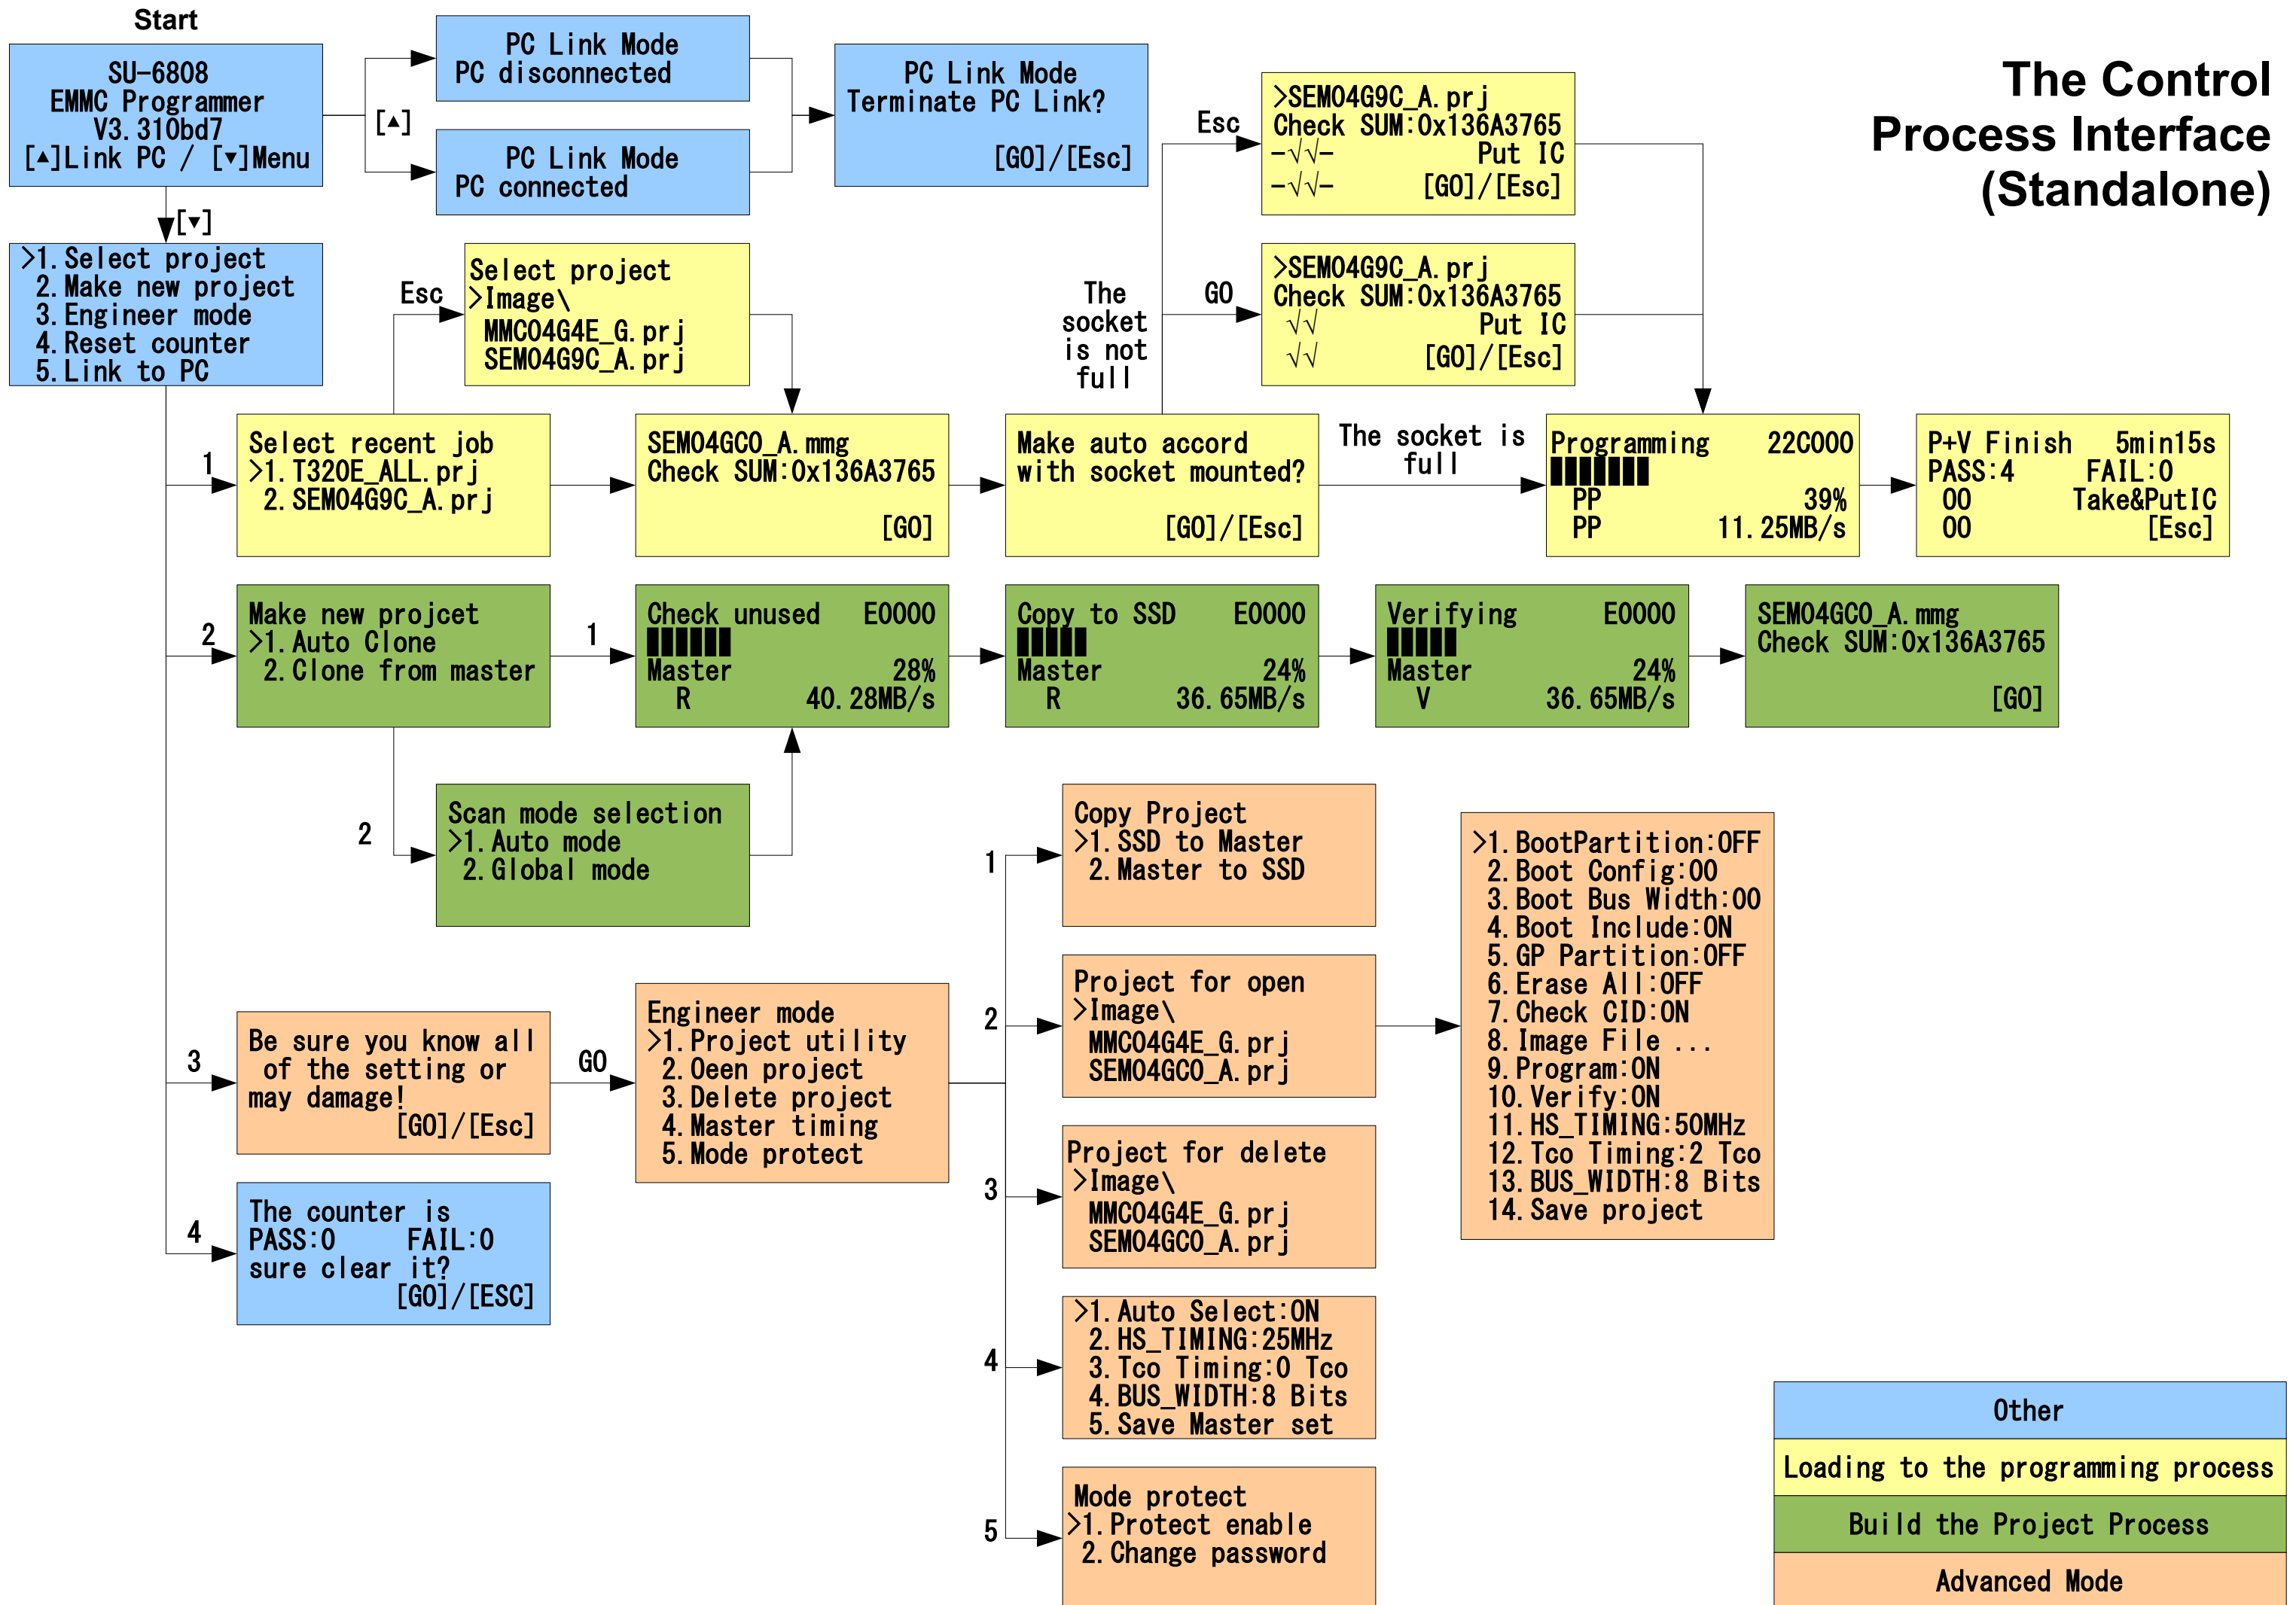 Start
The Control
Process Interface
(Standalone)
SU-6808
EMMC Programmer
V3.310bd7
[▲]Link PC / [▼]Menu
[▲]
PC Link Mode
PC disconnected
PC Link Mode
PC connected
PC Link Mode
Terminate PC Link?
[GO]/[Esc]
[▼]
>1.Select project
2.Make new project
3.Engineer mode
4.Reset counter
5.Link to PC
1
Select recent job
>1.T320E_ALL.prj
2.SEM04G9C_A.prj
Esc
Select project
>Image\
MMC04G4E_G.prj
SEM04G9C_A.prj
SEM04GC0_A.mmg
Check SUM:0x136A3765
[GO]
Make auto accord
with socket mounted?
[GO]/[Esc]
The
socket
is not
full
Esc
>SEM04G9C_A.prj
Check SUM:0x136A3765
-√√- Put IC
-√√- [GO]/[Esc]
GO
>SEM04G9C_A.prj
Check SUM:0x136A3765
√√ Put IC
√√ [GO]/[Esc]
The socket is
full
Programming 22C000
PP 39%
PP 11.25MB/s
P+V Finish 5min15s
PASS:4 FAIL:0
OO Take&PutIC
OO [Esc]
2
Make new projcet
>1.Auto Clone
2.Clone from master
1
Check unused E0000
Master 28%
R 40.28MB/s
Copy to SSD E0000
Master 24%
R 36.65MB/s
Verifying E0000
Master 24%
V 36.65MB/s
SEM04GC0_A.mmg
Check SUM:0x136A3765
[GO]
2
Scan mode selection
>1.Auto mode
2.Global mode
3
Be sure you know all
of the setting or
may damage!
[GO]/[Esc]
GO
Engineer mode
>1.Project utility
2.Oeen project
3.Delete project
4.Master timing
5.Mode protect
1
Copy Project
>1.SSD to Master
2.Master to SSD
2
Project for open
>Image\
MMC04G4E_G.prj
SEM04GC0_A.prj
>1.BootPartition:OFF
2.Boot Config:00
3.Boot Bus Width:00
4.Boot Include:ON
5.GP Partition:OFF
6.Erase All:OFF
7.Check CID:ON
8.Image File ...
9.Program:ON
10.Verify:ON
11.HS_TIMING:50MHz
12.Tco Timing:2 Tco
13.BUS_WIDTH:8 Bits
14.Save project
3
Project for delete
>Image\
MMC04G4E_G.prj
SEM04GC0_A.prj
4
>1.Auto Select:ON
2.HS_TIMING:25MHz
3.Tco Timing:0 Tco
4.BUS_WIDTH:8 Bits
5.Save Master set
5
Mode protect
>1.Protect enable
2.Change password
4
The counter is
PASS:0 FAIL:0
sure clear it?
[GO]/[ESC]
Other
Loading to the programming process
Build the Project Process
Advanced Mode